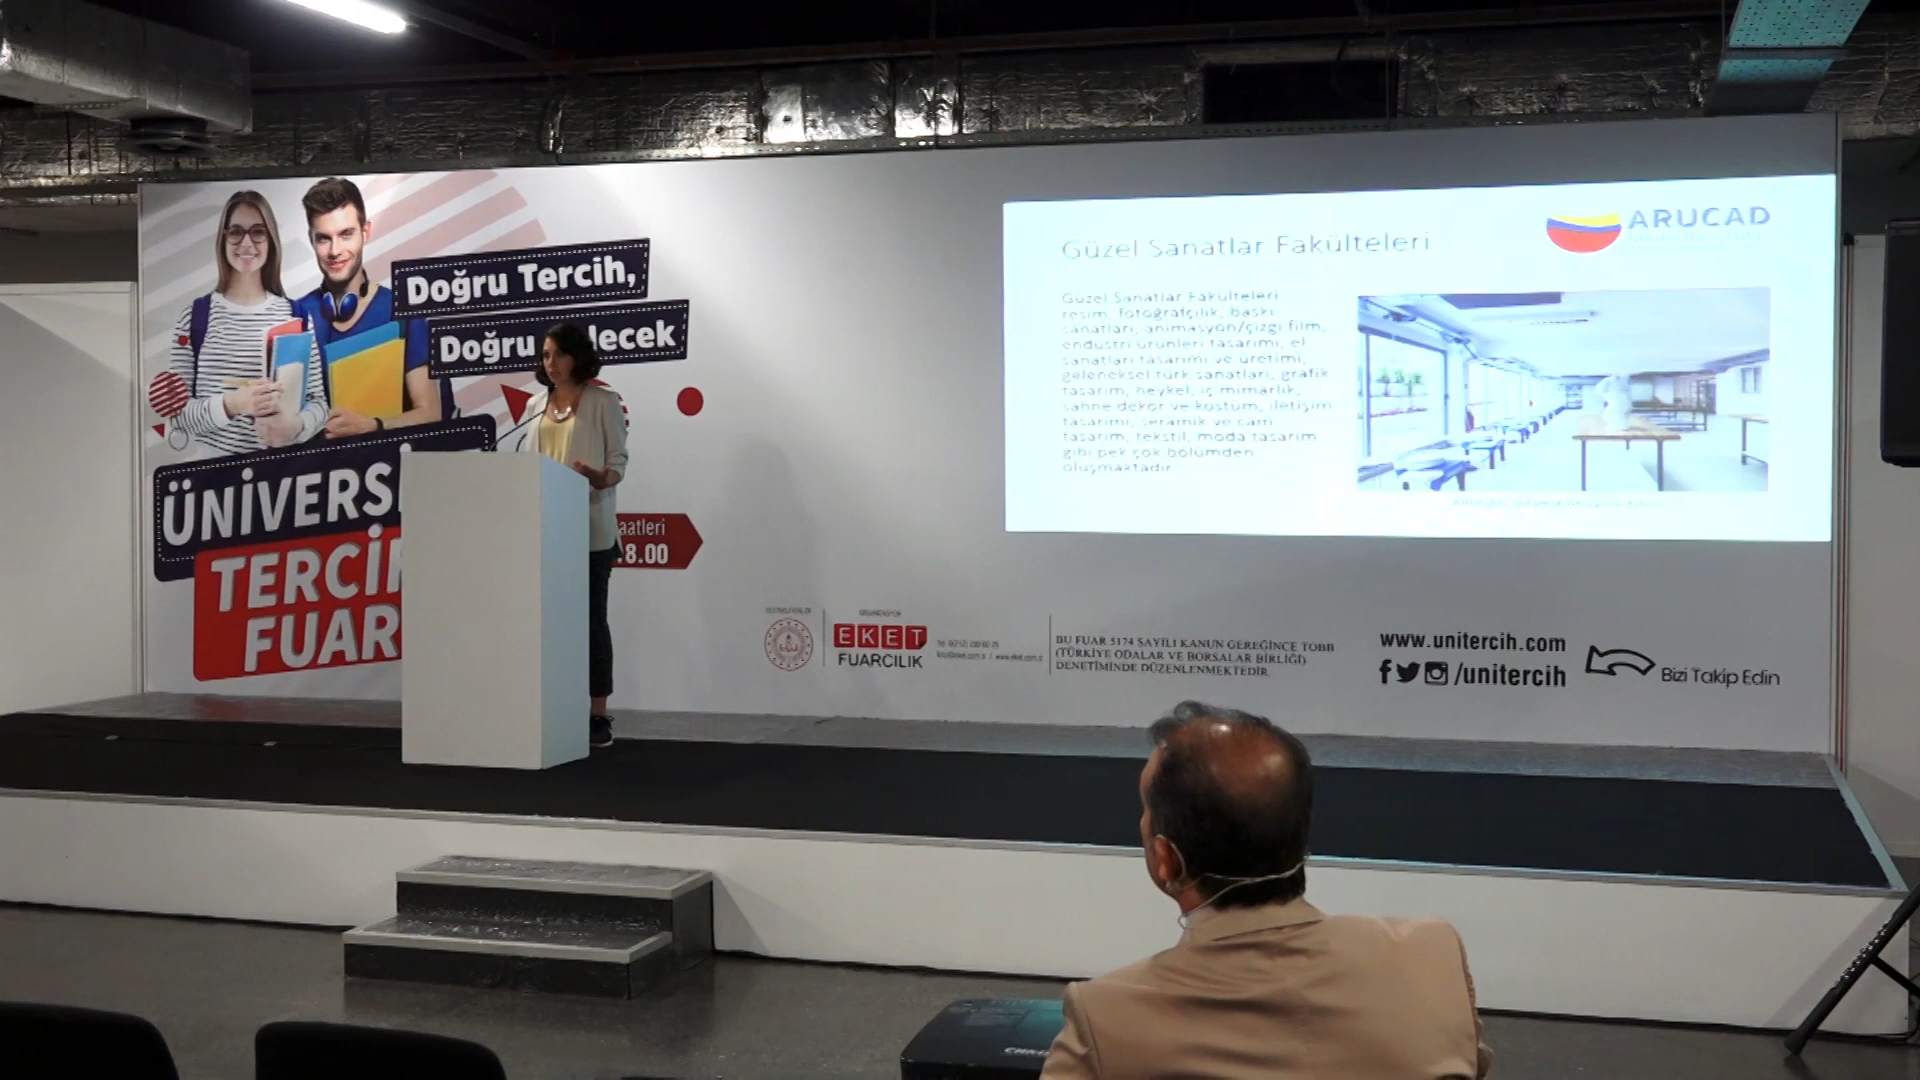 Doğru Tercih,
Doğru lecek
ÜNİVERSİ
TERCİH
FUAR
aatleri
8.00
Güzel Sanatlar Fakülteleri
ARUCAD
Güzel Sanatlar Fakülteleri
resim, fotoğrafçılık, baskı
sanatları, animasyon/çizgi film,
endüstri ürünleri tasarımı, el
sanatları tasarımı ve üretimi,
geleneksel türk sanatları, grafik
tasarım, heykel, iç mimarlık,
sahne dekor ve kostüm, iletişim
tasarımı, seramik ve cam
tasarım, tekstil, moda tasarım
gibi pek çok bölümden
oluşmaktadır.
EKET
FUARCILIK
BU FUAR 5174 SAYILI KANUN GEREĞİNCE TOBB
(TÜRKİYE ODALAR VE BORSALAR BİRLİĞİ)
DENETİMİNDE DÜZENLENMEKTEDİR.
www.unitercih.com
/unitercih
Bizi Takip Edin